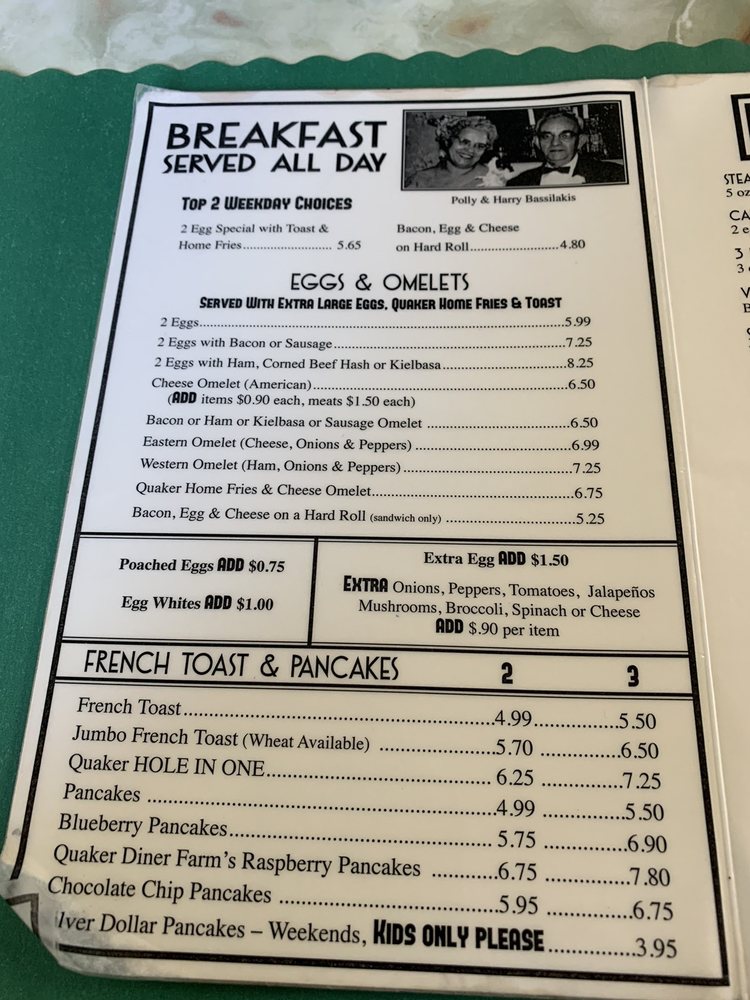 BREAKFAST
SERVED ALL DAY
Polly & Harry Bassilakis
TOP 2 WEEKDAY CHOICES
2 Egg Special with Toast &
Home Fries.................... 5.65
Bacon, Egg & Cheese
on Hard Roll....................4.80
EGGS & OMELETS
SERVED WITH EXTRA LARGE EGGS, QUAKER HOME FRIES & TOAST
2 Eggs....................5.99
2 Eggs with Bacon or Sausage....................7.25
2 Eggs with Ham, Corned Beef Hash or Kielbasa....................8.25
Cheese Omelet (American)....................6.50
(ADD items $0.90 each, meats $1.50 each)
Bacon or Ham or Kielbasa or Sausage Omelet ....................6.50
Eastern Omelet (Cheese, Onions & Peppers) ....................6.99
Western Omelet (Ham, Onions & Peppers)....................7.25
Quaker Home Fries & Cheese Omelet....................6.75
Bacon, Egg & Cheese on a Hard Roll (sandwich only) ....................5.25
Poached Eggs ADD $0.75
Egg Whites ADD $1.00
Extra Egg ADD $1.50
EXTRA Onions, Peppers, Tomatoes, Jalapeños
Mushrooms, Broccoli, Spinach or Cheese
ADD $.90 per item
FRENCH TOAST & PANCAKES 2 3
French Toast....................4.99....................5.50
Jumbo French Toast (Wheat Available) ....................5.70 ....................6.50
Quaker HOLE IN ONE.................... 6.25 ....................7.25
Pancakes ....................4.99 ....................5.50
Blueberry Pancakes.................... 5.75 ....................6.90
Quaker Diner Farm's Raspberry Pancakes ....................6.75 ....................7.80
Chocolate Chip Pancakes ....................5.95 ....................6.75
lver Dollar Pancakes – Weekends, KIDS ONLY PLEASE....................3.95
STEA
5 oz
CA
2 e
3
3
V